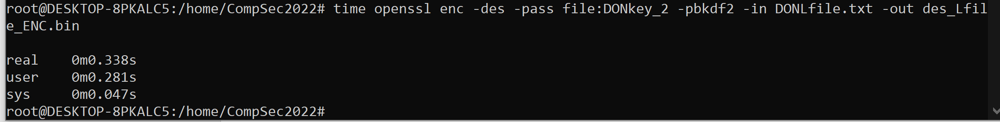 root@DESKTOP-8PKALC5:/home/CompSec2022# time openssl enc -des -pass file:DONkey_2 -pbkdf2 -in DONLfile.txt -out des_Lfil
e_ENC.bin
real    0m0.338s
user    0m0.281s
sys     0m0.047s
root@DESKTOP-8PKALC5:/home/CompSec2022#